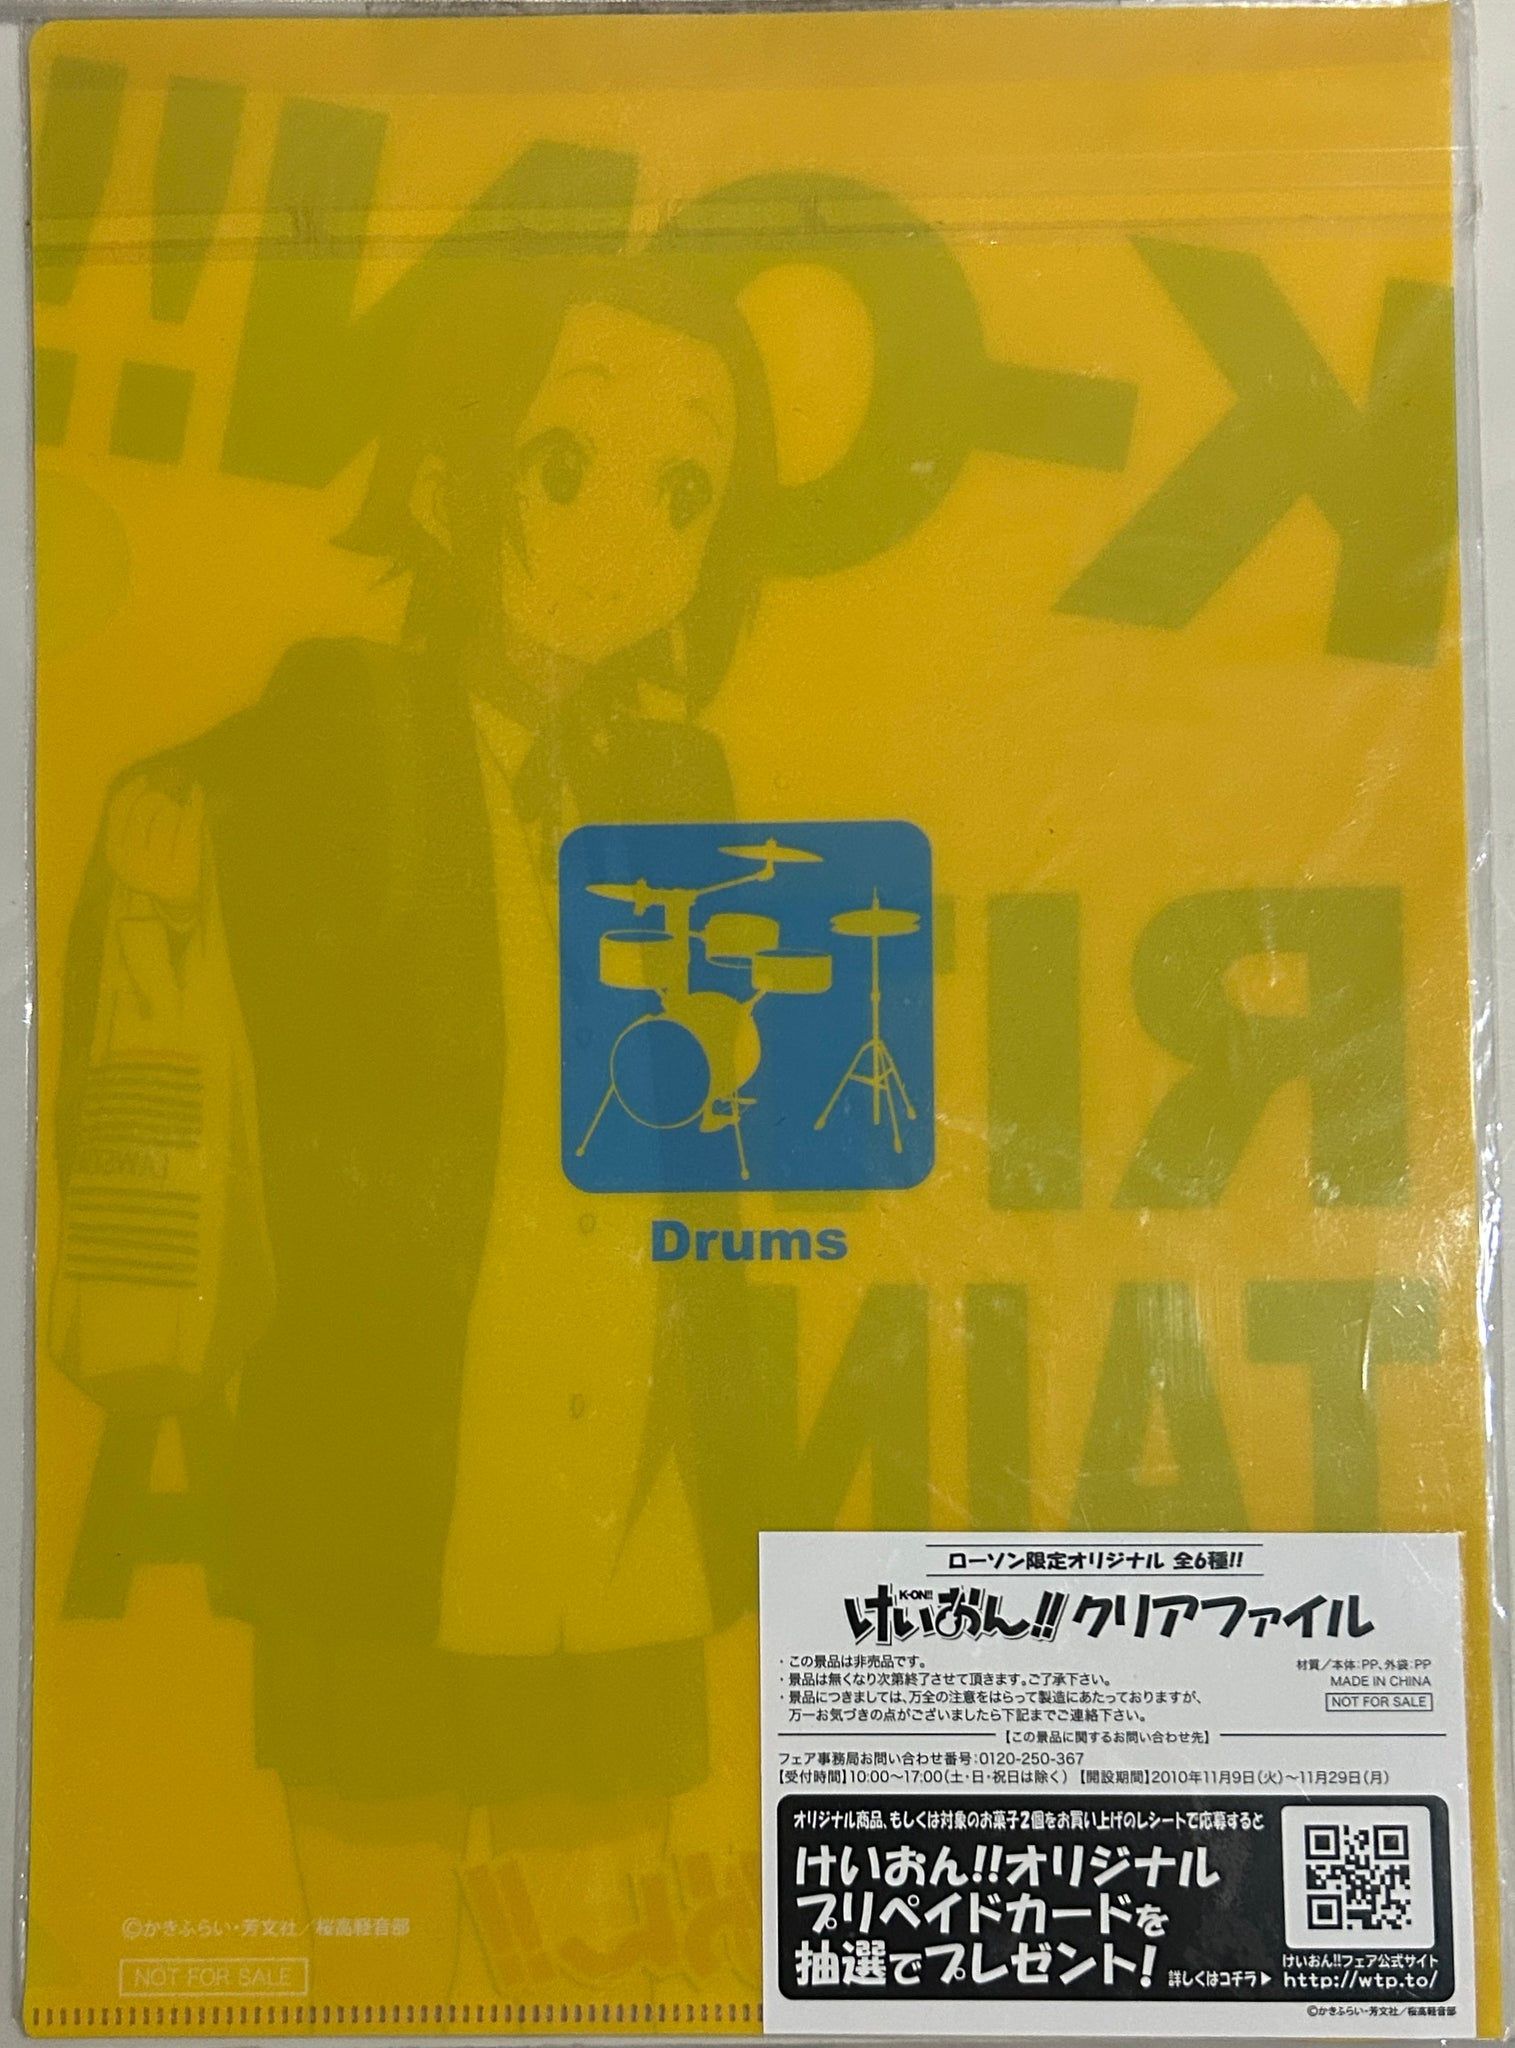 K-ON!!
RIT
TAIN
A
LAWS
Drums
ローソン限定オリジナル 全6種!!
K-ON!!
けいおん!! クリアファイル
・この景品は非売品です。
・景品は無くなり次第終了させて頂きます。ご了承下さい。
・景品につきましては、万全の注意をはらって製造にあたっておりますが、
万一お気づきの点がございましたら下記までご連絡下さい。
材質/本体:PP、外袋:PP
MADE IN CHINA
NOT FOR SALE
【この景品に関するお問い合わせ先】
フェア事務局お問い合わせ番号:0120-250-367
【受付時間】10:00～17:00(土・日・祝日は除く) 【開設期間】2010年11月9日(火)～11月29日(月)
オリジナル商品、もしくは対象のお菓子2個をお買い上げのレシートで応募すると
けいおん!!オリジナル
プリペイドカードを
抽選でプレゼント!
詳しくはコチラ▶
けいおん!!フェア公式サイト
http://wtp.to/
©かきふらい・芳文社/桜高軽音部
©かきふらい・芳文社/桜高軽音部
NOT FOR SALE